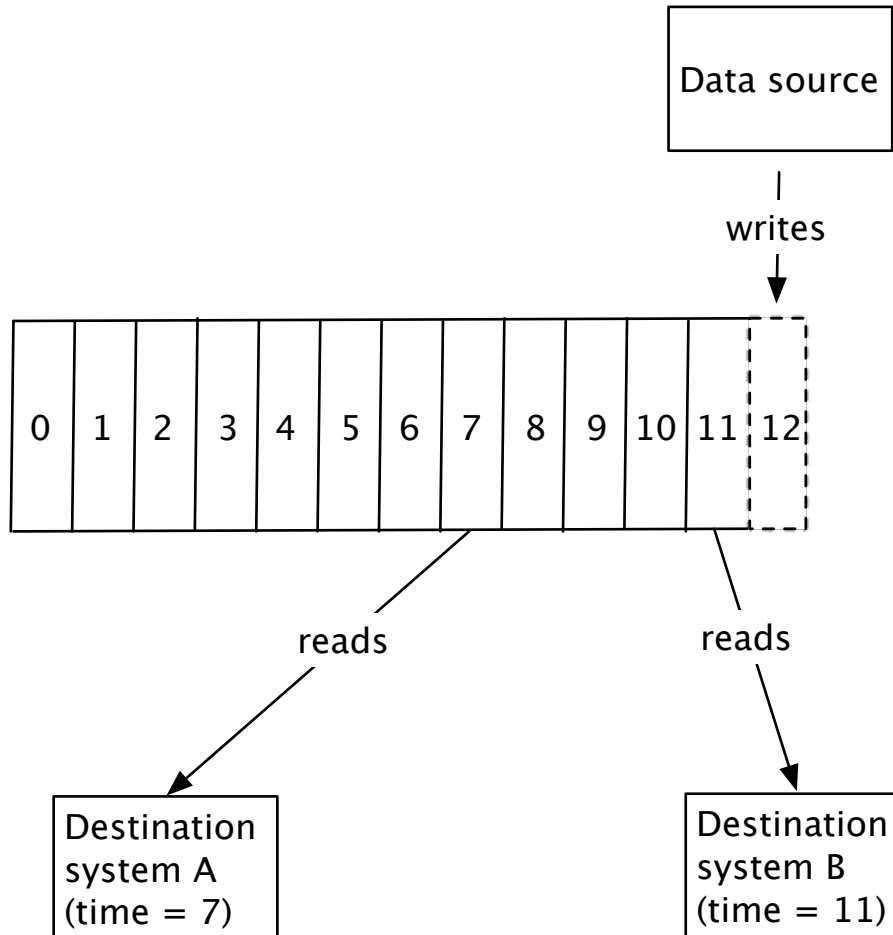 Data source
writes
0 1 2 3 4 5 6 7 8 9 10 11 12
reads
reads
Destination
system A
(time = 7)
Destination
system B
(time = 11)